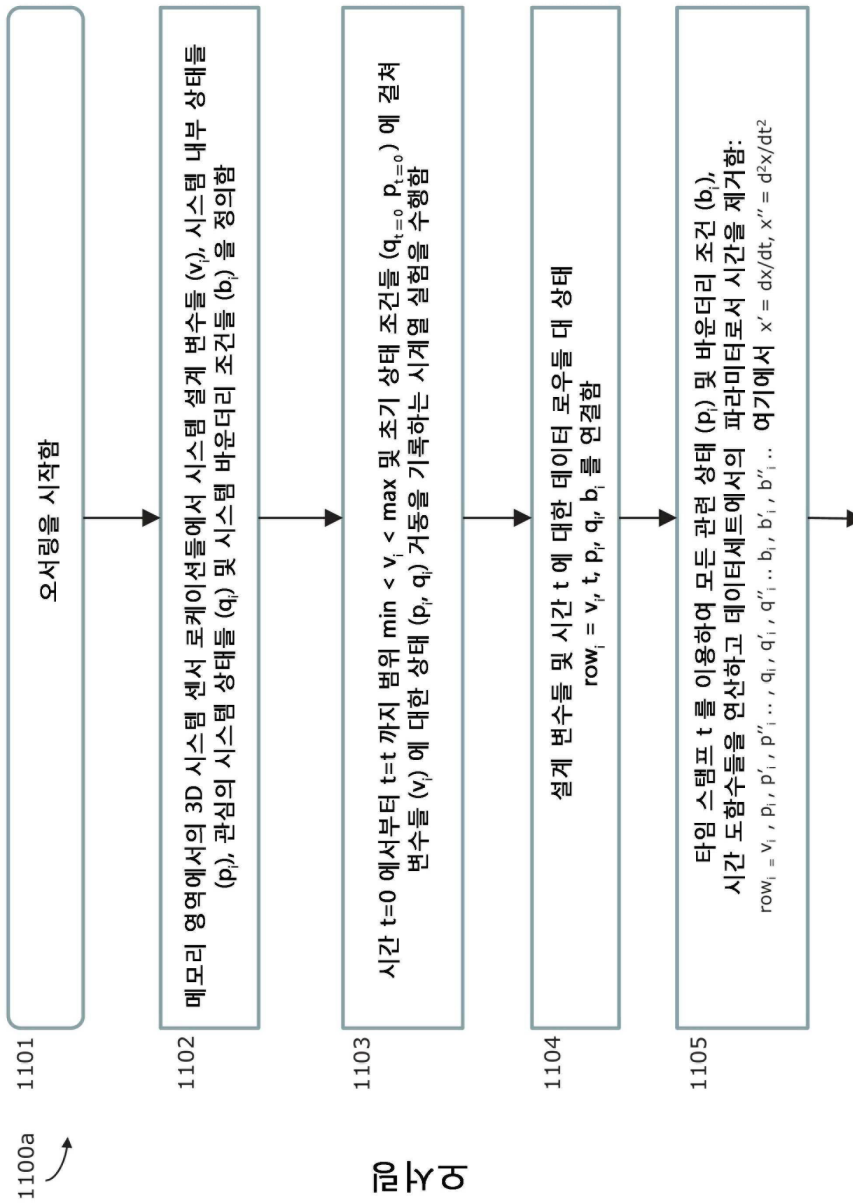 1100a
오서링
1101
오서링을 시작함
1102
메모리 영역에서의 3D 시스템 센서 로케이션들에서 시스템 설계 변수들 (vᵢ), 시스템 내부 상태들
(pᵢ), 관심의 시스템 상태들 (qᵢ) 및 시스템 바운더리 조건들 (bᵢ) 을 정의함
1103
시간 t=0 에서부터 t=t 까지 범위 min < vᵢ < max 및 초기 상태 조건들 (qₜ₌₀ pₜ₌₀) 에 걸쳐
변수들 (vᵢ) 에 대한 상태 (pᵢ, qᵢ) 거동을 기록하는 시계열 실험을 수행함
1104
설계 변수들 및 시간 t 에 대한 데이터 로우들 대 상태
rowᵢ = vᵢ, t, pᵢ, qᵢ, bᵢ 를 연결함
1105
타임 스탬프 t 를 이용하여 모든 관련 상태 (pᵢ) 및 바운더리 조건 (bᵢ),
시간 도함수들을 연산하고 데이터세트에서의 파라미터로서 시간을 제거함:
rowᵢ = vᵢ , pᵢ , p′ᵢ , p″ᵢ .. , qᵢ , q′ᵢ , q″ᵢ .. bᵢ , b′ᵢ , b″ᵢ .. 여기에서 x′ = dx/dt, x″ = d²x/dt²